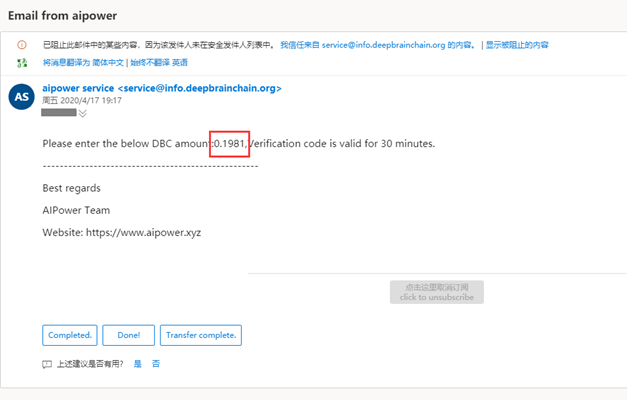 Email from aipower
已阻止此邮件中的某些内容，因为该发件人未在安全发件人列表中。 我信任来自 service@info.deepbrainchain.org 的内容。 | 显示被阻止的内容
将消息翻译为 简体中文 | 始终不翻译 英语
AS
aipower service <service@info.deepbrainchain.org>
周五 2020/4/17 19:17
Please enter the below DBC amount:0.1981,Verification code is valid for 30 minutes.
--------------------------------------------------
Best regards
AIPower Team
Website: https://www.aipower.xyz
点击这里取消订阅
click to unsubscribe
Completed. Done! Transfer complete.
上述建议是否有用？ 是 否